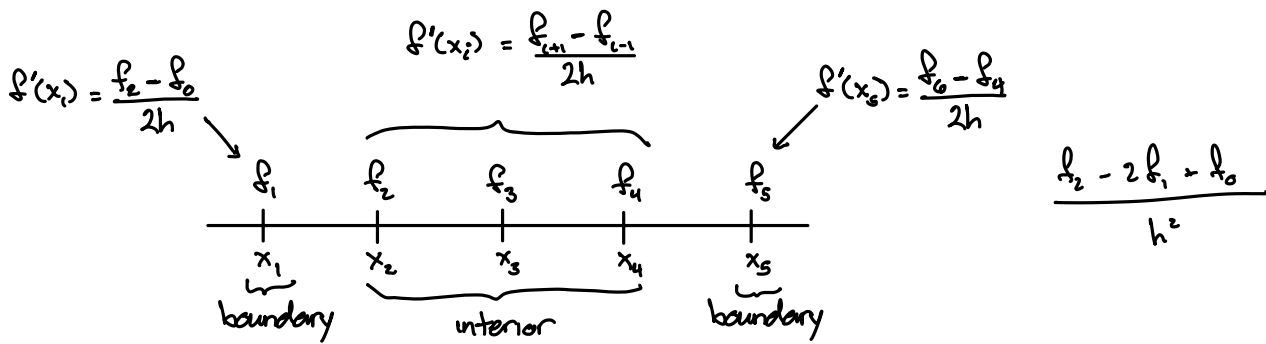 f'(xᵢ) = (fᵢ₊₁ - fᵢ₋₁)/2h
f'(x₁) = (f₂ - f₀)/2h
f'(x₅) = (f₆ - f₄)/2h
f₁ f₂ f₃ f₄ f₅
(f₂ - 2f₁ + f₀)/h²
x₁ x₂ x₃ x₄ x₅
boundary interior boundary